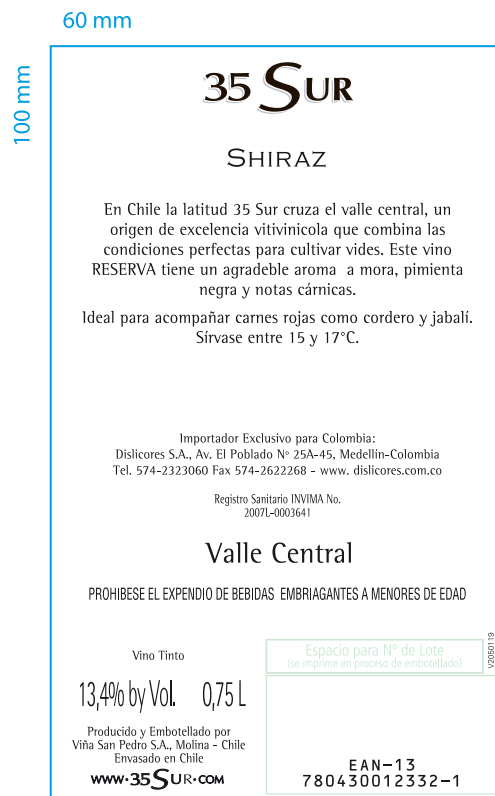 60 mm
100 mm
35 SUR
SHIRAZ
En Chile la latitud 35 Sur cruza el valle central, un
origen de excelencia vitivinicola que combina las
condiciones perfectas para cultivar vides. Este vino
RESERVA tiene un agradeble aroma a mora, pimienta
negra y notas cárnicas.
Ideal para acompañar carnes rojas como cordero y jabalí.
Sírvase entre 15 y 17°C.
Importador Exclusivo para Colombia:
Dislicores S.A., Av. El Poblado Nº 25A-45, Medellín-Colombia
Tel. 574-2323060 Fax 574-2622268 - www. dislicores.com.co
Registro Sanitario INVIMA No.
2007L-0003641
Valle Central
PROHIBESE EL EXPENDIO DE BEBIDAS EMBRIAGANTES A MENORES DE EDAD
Vino Tinto
13,4% by Vol. 0,75 L
Producido y Embotellado por
Viña San Pedro S.A., Molina - Chile
Envasado en Chile
www·35SUR·COM
Espacio para Nº de Lote
(se imprime en proceso de embotellado)
V2050119
EAN-13
780430012332-1